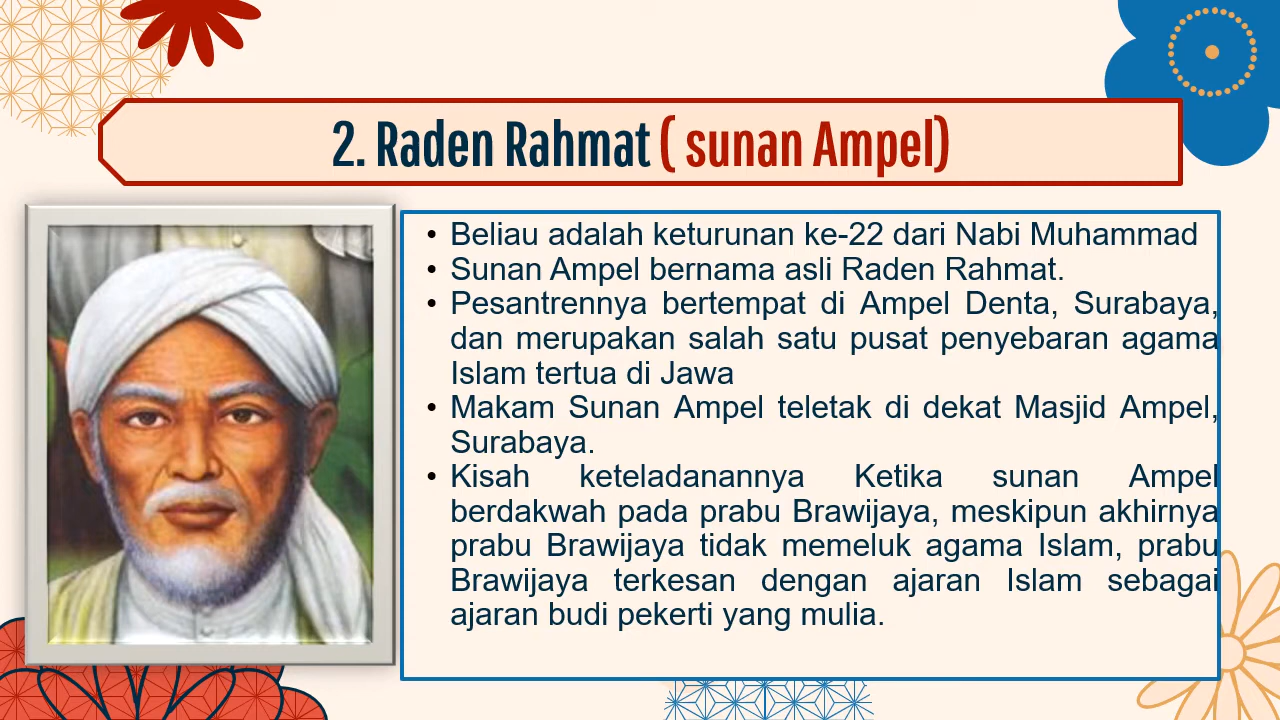 2. Raden Rahmat ( sunan Ampel)
• Beliau adalah keturunan ke-22 dari Nabi Muhammad
• Sunan Ampel bernama asli Raden Rahmat.
• Pesantrennya bertempat di Ampel Denta, Surabaya,
dan merupakan salah satu pusat penyebaran agama
Islam tertua di Jawa
• Makam Sunan Ampel teletak di dekat Masjid Ampel,
Surabaya.
• Kisah keteladanannya Ketika sunan Ampel
berdakwah pada prabu Brawijaya, meskipun akhirnya
prabu Brawijaya tidak memeluk agama Islam, prabu
Brawijaya terkesan dengan ajaran Islam sebagai
ajaran budi pekerti yang mulia.